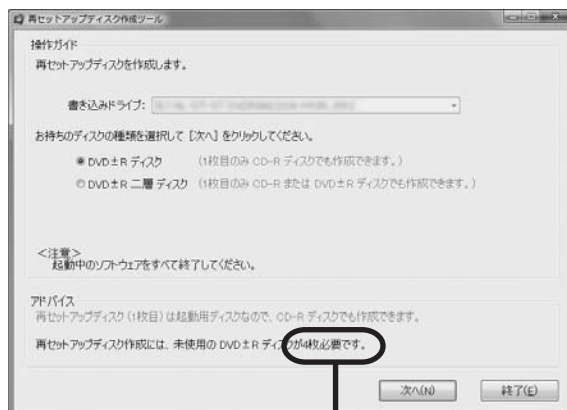 再セットアップディスク作成ツール
操作ガイド
再セットアップディスクを作成します。
書き込みドライブ:
お持ちのディスクの種類を選択して [次へ] をクリックしてください。
DVD±R ディスク (1枚目のみ CD-R ディスクでも作成できます。)
DVD±R 二層 ディスク (1枚目のみ CD-R または DVD±R ディスクでも作成できます。)
<注意>
起動中のソフトウェアをすべて終了してください。
アドバイス
再セットアップディスク(1枚目)は起動用ディスクなので、CD-R ディスクでも作成できます。
再セットアップディスク作成には、未使用の DVD±R ディスクが4枚必要です。
次へ(N) 終了(E)